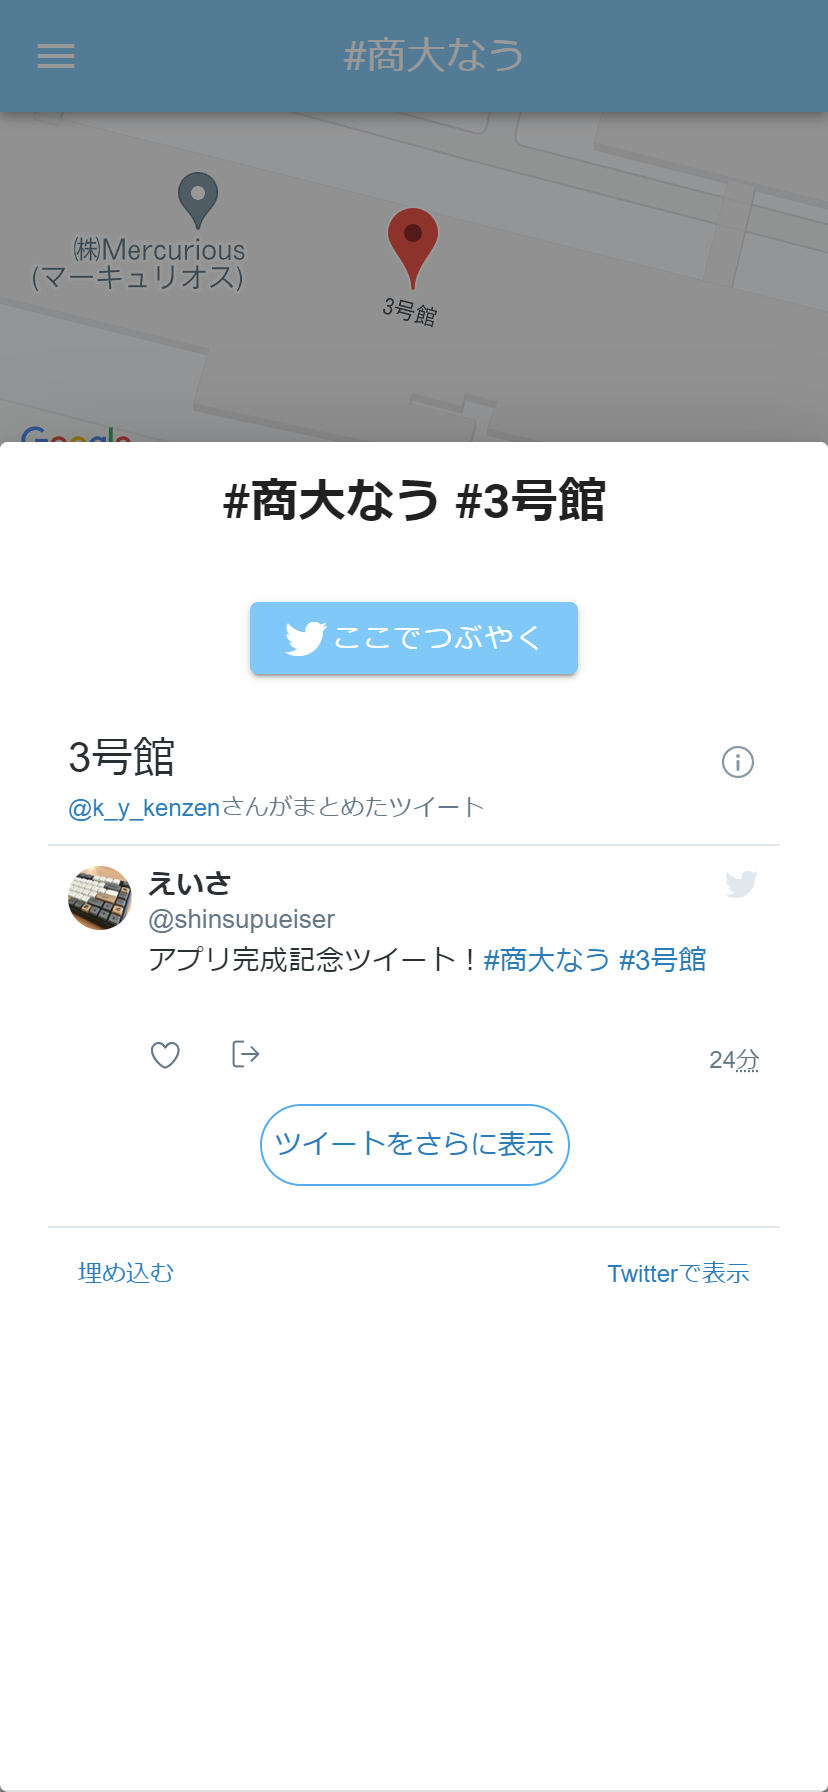 #商大なう
㈱Mercurious
(マーキュリオス)
3号館
Google
#商大なう #3号館
ここでつぶやく
3号館
@k_y_kenzenさんがまとめたツイート
えいさ
@shinsupueiser
アプリ完成記念ツイート！#商大なう #3号館
24分
ツイートをさらに表示
埋め込む
Twitterで表示